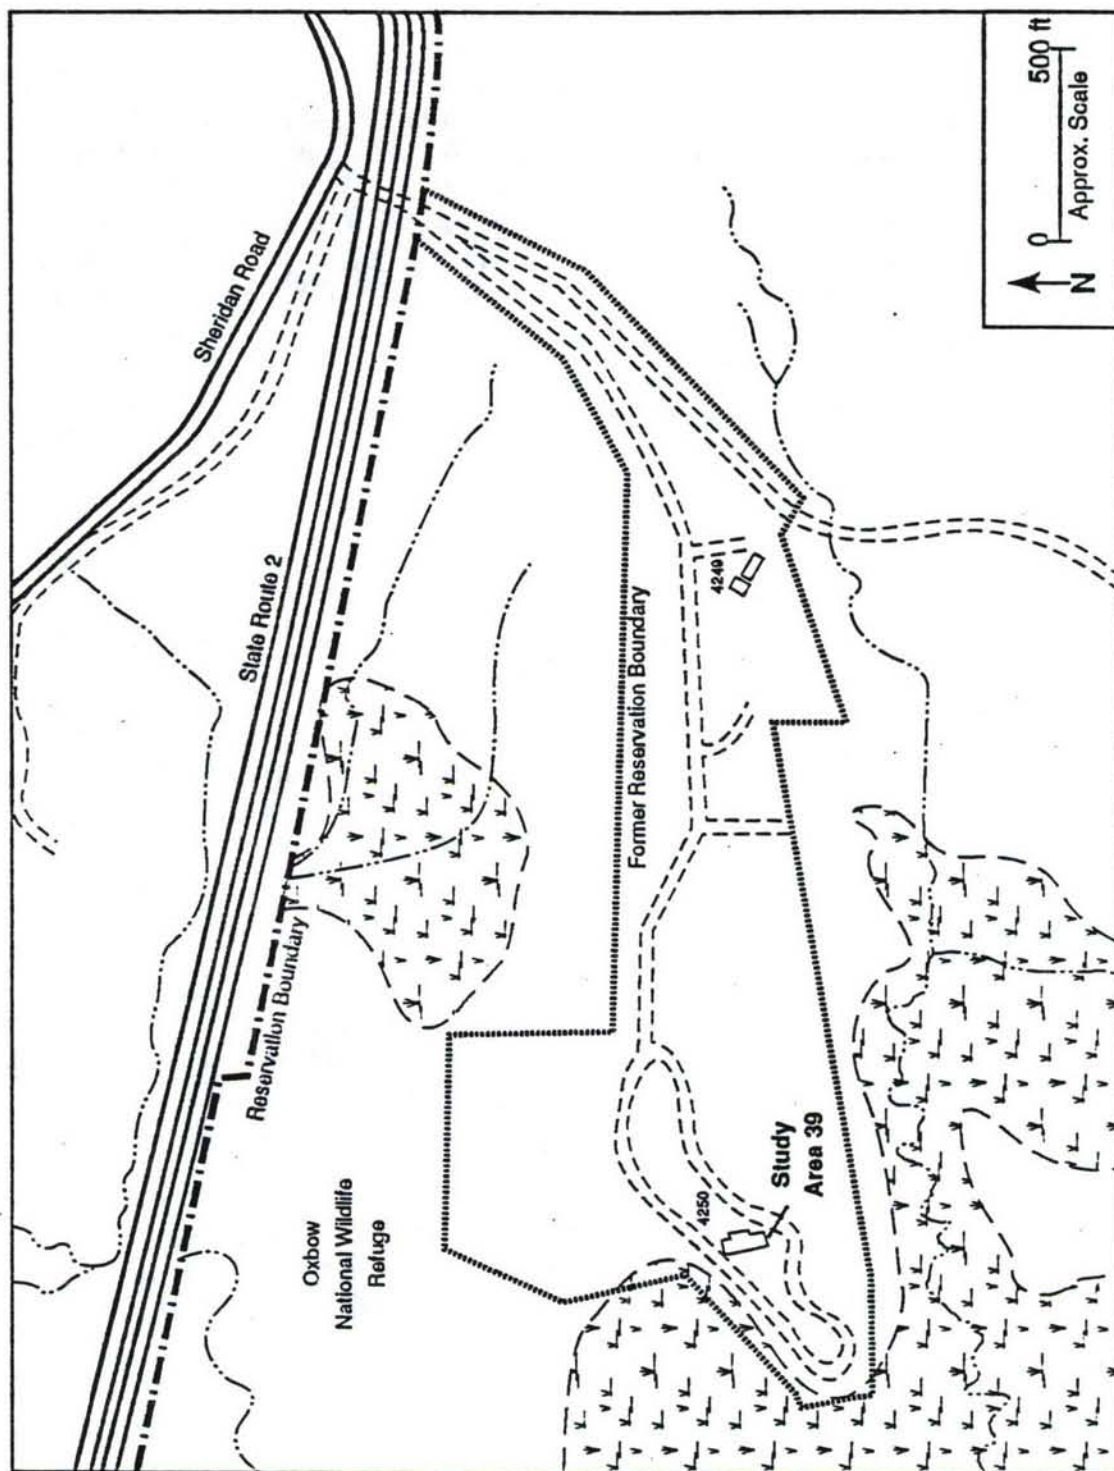 Sheridan Road
State Route 2
Reservation Boundary
Oxbow
National Wildlife
Refuge
Former Reservation Boundary
4249
4250
Study
Area 39
N
0 500 ft
Approx. Scale